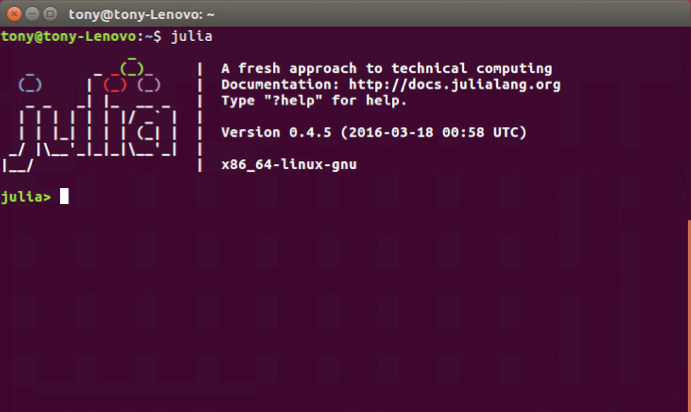 tony@tony-Lenovo: ~
tony@tony-Lenovo:~$ julia
julia
A fresh approach to technical computing
Documentation: http://docs.julialang.org
Type "?help" for help.
Version 0.4.5 (2016-03-18 00:58 UTC)
x86_64-linux-gnu
julia>